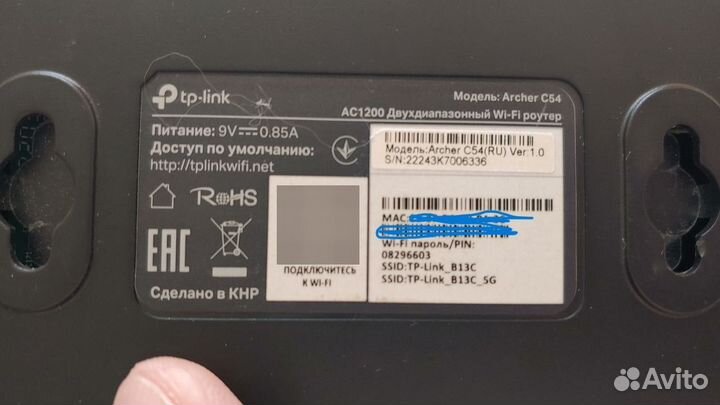 tp-link
Модель: Archer C54
AC1200 Двухдиапазонный Wi-Fi роутер
Питание: 9V 0.85A
Доступ по умолчанию:
http://tplinkwifi.net
RoHS
EAC
Сделано в КНР
ПОДКЛЮЧИТЕСЬ
К WI-FI
Модель:Archer C54(RU) Ver:1.0
S/N:22243K7006336
MAC:
Wi-Fi пароль/PIN:
08296603
SSID:TP-Link_B13C
SSID:TP-Link_B13C_5G
Avito